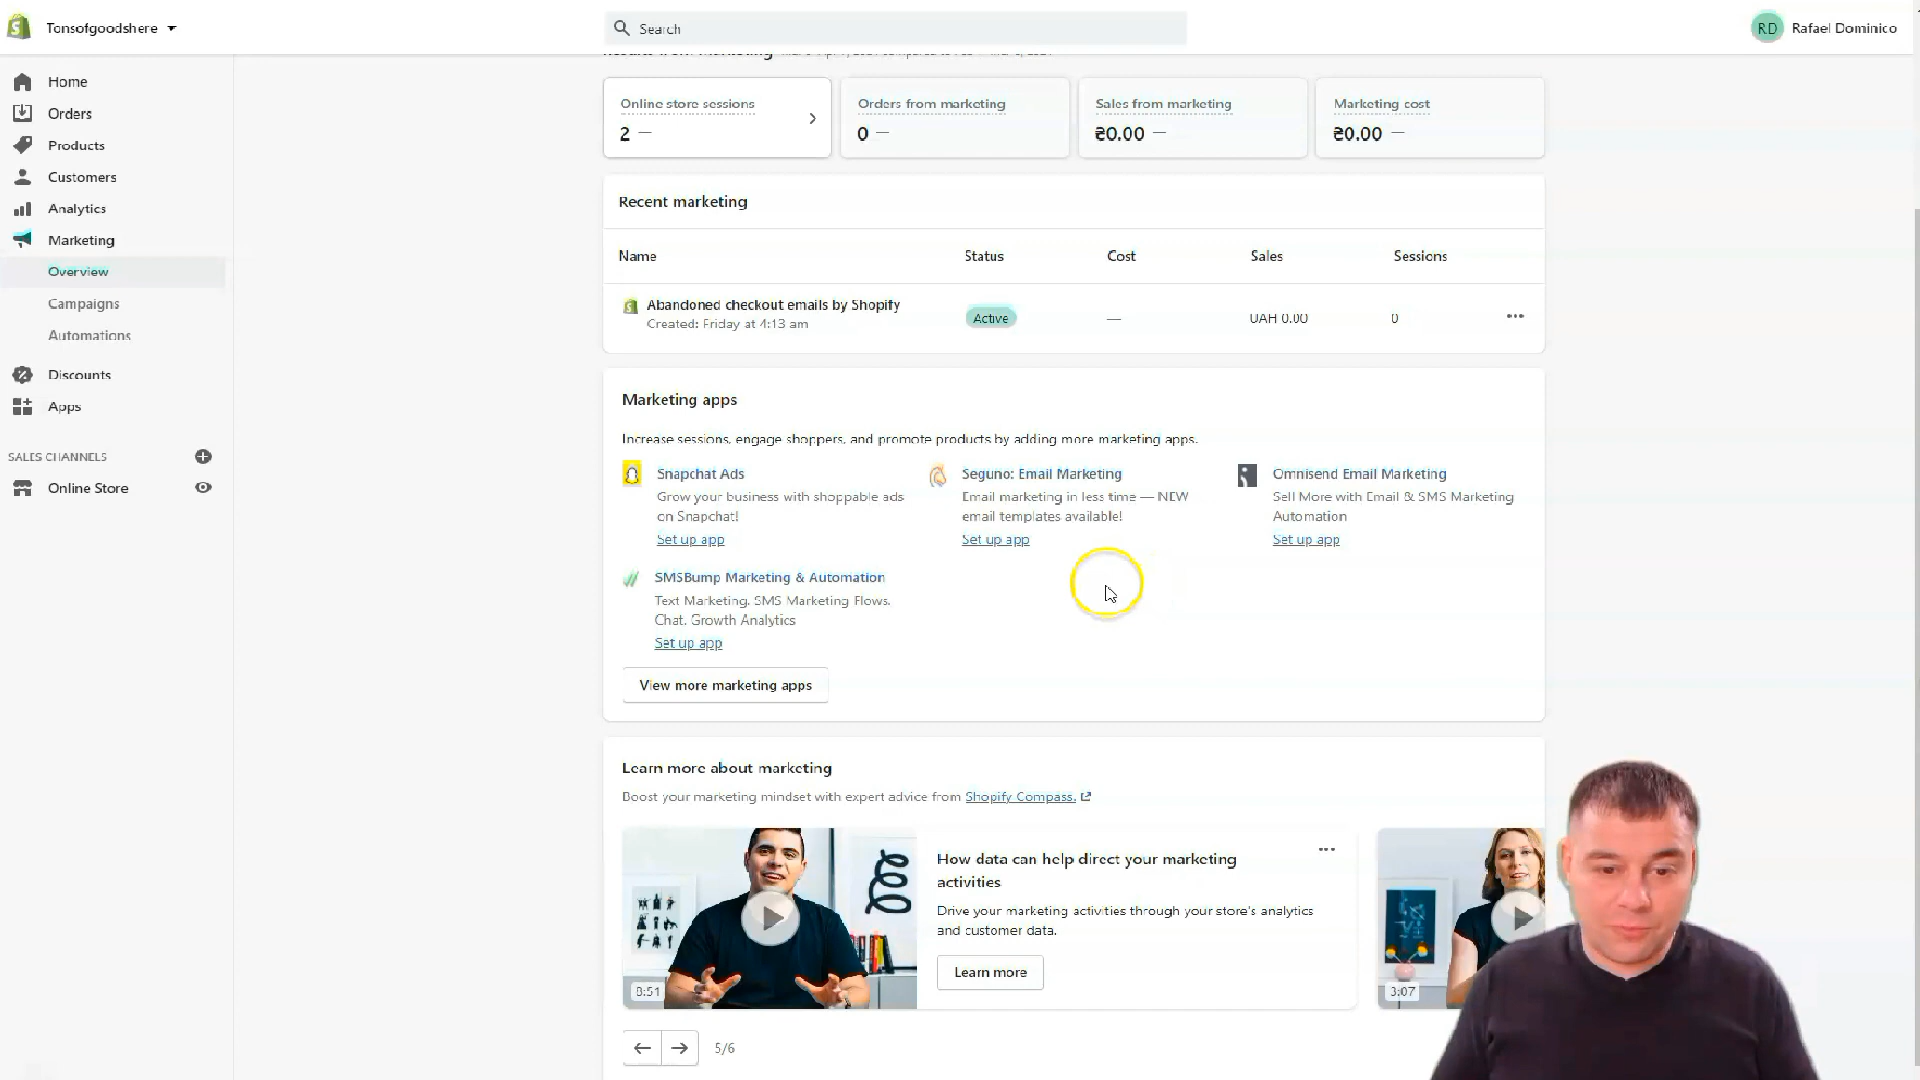 Tonsofgoodshere
Search
RD Rafael Dominico
Home
Orders
Products
Customers
Analytics
Marketing
Overview
Campaigns
Automations
Discounts
Apps
SALES CHANNELS
Online Store
Online store sessions
2 —
Orders from marketing
0 —
Sales from marketing
₴0.00 —
Marketing cost
₴0.00 —
Recent marketing
Name Status Cost Sales Sessions
Abandoned checkout emails by Shopify
Created: Friday at 4:13 am
Active — UAH 0.00 0
Marketing apps
Increase sessions, engage shoppers, and promote products by adding more marketing apps.
Snapchat Ads
Grow your business with shoppable ads
on Snapchat!
Set up app
Seguno: Email Marketing
Email marketing in less time — NEW
email templates available!
Set up app
Omnisend Email Marketing
Sell More with Email & SMS Marketing
Automation
Set up app
SMSBump Marketing & Automation
Text Marketing, SMS Marketing Flows,
Chat, Growth Analytics
Set up app
View more marketing apps
Learn more about marketing
Boost your marketing mindset with expert advice from Shopify Compass.
8:51
How data can help direct your marketing
activities
Drive your marketing activities through your store's analytics
and customer data.
Learn more
3:07
5/6